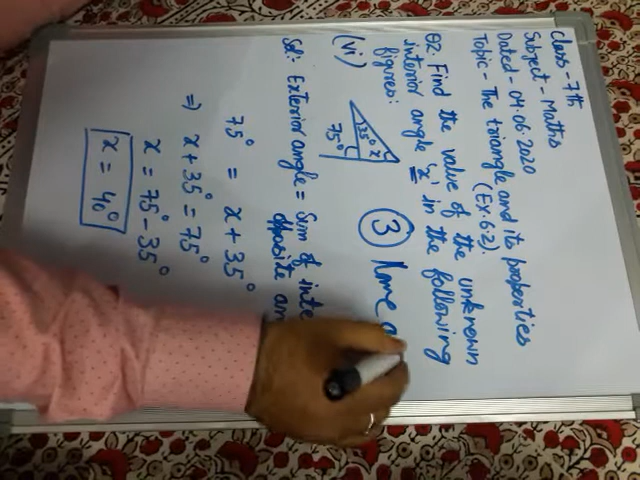 Class - 7th
Subject - Maths
Dated - 04.06.2020
Topic - The triangle and its properties
(Ex. 6.2).
Q2. Find the value of the unknown
interior angle 'x' in the following
figures:
(vi)
35° x
75°
③ Name a
Sol: Exterior angle = Sum of inte
opposite an
75° = x + 35°
⇒ x + 35° = 75°
x = 75° - 35°
x = 40°